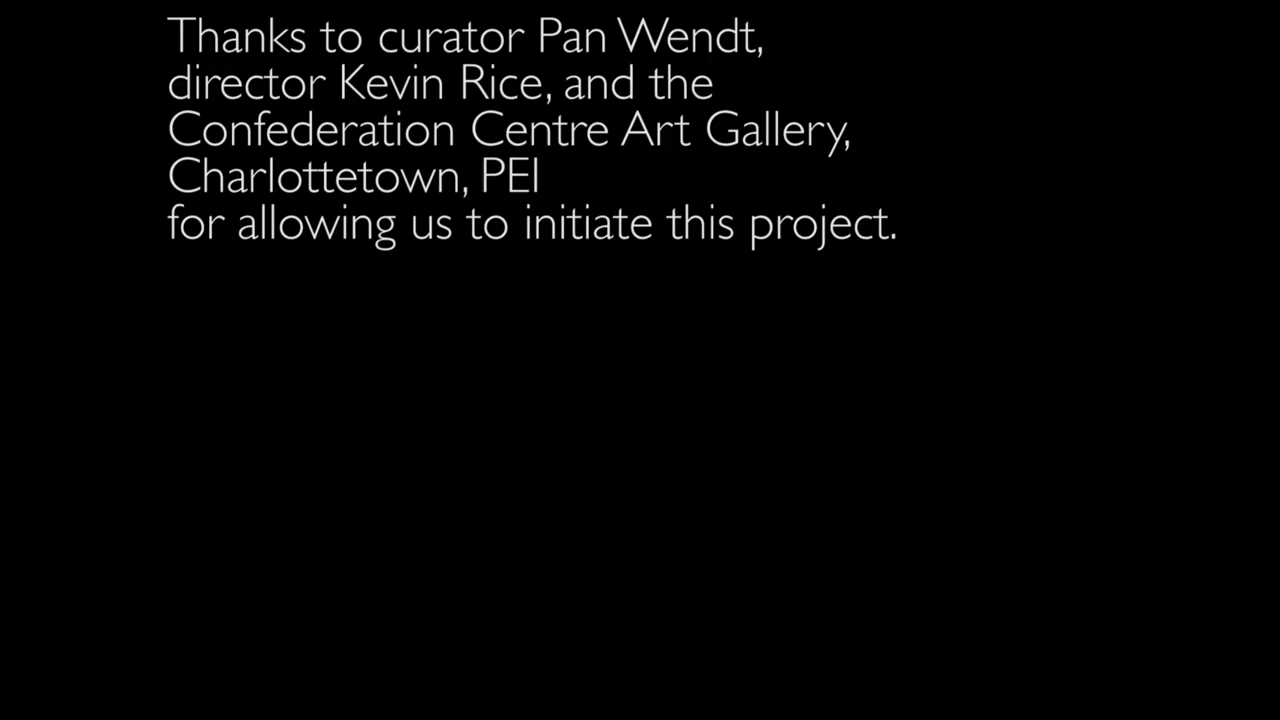 Thanks to curator Pan Wendt,
director Kevin Rice, and the
Confederation Centre Art Gallery,
Charlottetown, PEI
for allowing us to initiate this project.